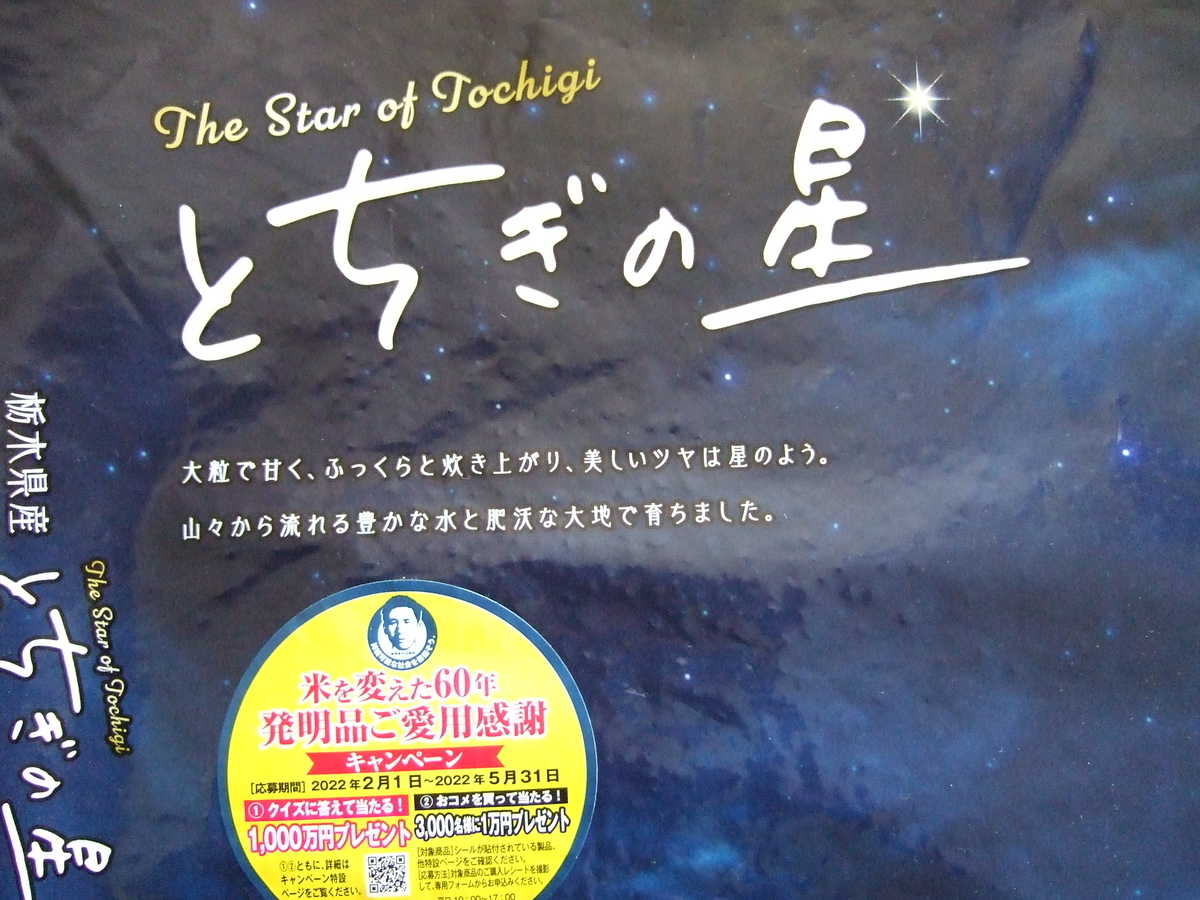 The Star of Tochigi
とちぎの星
大粒で甘く、ふっくらと炊き上がり、美しいツヤは星のよう。
山々から流れる豊かな水と肥沃な大地で育ちました。
栃木県産
The Star of Tochigi
とちぎの星
米を変えた60年
発明品ご愛用感謝
キャンペーン
[応募期間] 2022年2月1日~2022年5月31日
① クイズに答えて当たる!
1,000万円プレゼント
② おコメを買って当たる!
3,000名様に1万円プレゼント
①②ともに、詳細は
キャンペーン特設
ページをご覧ください。
[対象商品]シールが貼付されている製品、
他特設ページをご確認ください。
[応募方法]対象商品のご購入レシートを撮影
して、専用フォームからお申込みください。